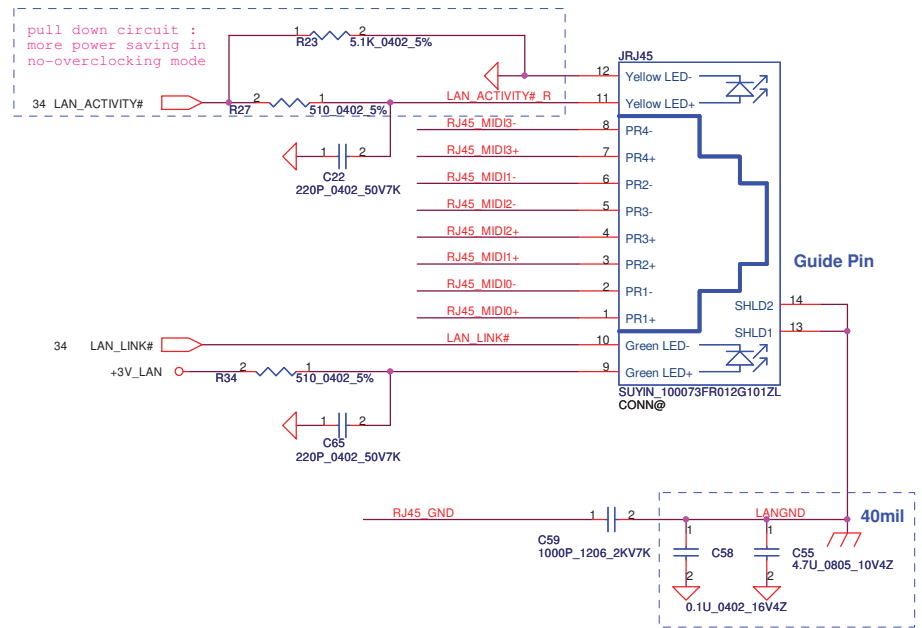 pull down circuit :
more power saving in
no-overclocking mode
1 2
R23 5.1K_0402_5%
34 LAN_ACTIVITY#
2 1
R27 510_0402_5%
LAN_ACTIVITY#_R
1 2
C22
220P_0402_50V7K
JRJ45
12 Yellow LED-
11 Yellow LED+
RJ45_MIDI3- 8 PR4-
RJ45_MIDI3+ 7 PR4+
RJ45_MIDI1- 6 PR2-
RJ45_MIDI2- 5 PR3-
RJ45_MIDI2+ 4 PR3+
RJ45_MIDI1+ 3 PR2+
RJ45_MIDI0- 2 PR1-
RJ45_MIDI0+ 1 PR1+
Guide Pin
SHLD2 14
SHLD1 13
34 LAN_LINK# LAN_LINK# 10 Green LED-
+3V_LAN 2 1 9 Green LED+
R34 510_0402_5%
SUYIN_100073FR012G101ZL
CONN@
1 2
C65
220P_0402_50V7K
RJ45_GND 1 2 LANGND 40mil
C59
1000P_1206_2KV7K
1 C58 2
0.1U_0402_16V4Z
1 C55 2
4.7U_0805_10V4Z